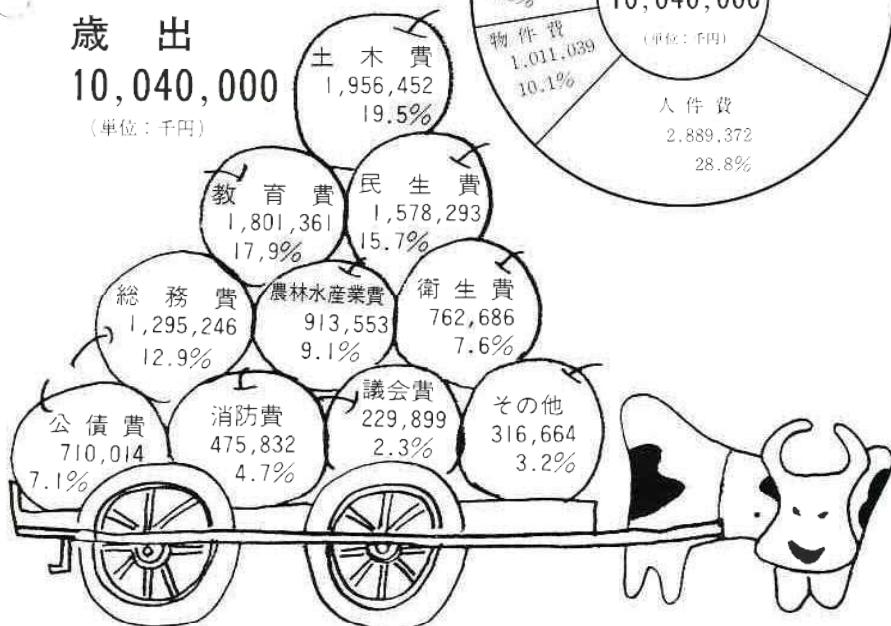 歳出
10,040,000
(単位：千円)
土木費
1,956,452
19.5%
教育費
1,801,361
17,9%
民生費
1,578,293
15.7%
総務費
1,295,246
12.9%
農林水産業費
913,553
9.1%
衛生費
762,686
7.6%
公債費
710,014
7.1%
消防費
475,832
4.7%
議会費
229,899
2.3%
その他
316,664
3.2%
10,040,000
(単位：千円)
物件費
1.011,039
10.1%
人件費
2.889,372
28.8%